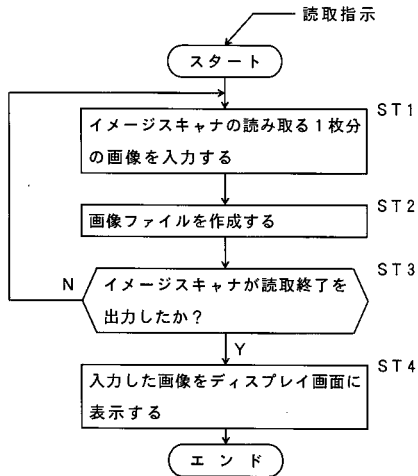 読取指示
スタート
ST1
イメージスキャナの読み取る1枚分
の画像を入力する
ST2
画像ファイルを作成する
ST3
N
イメージスキャナが読取終了を
出力したか?
Y
ST4
入力した画像をディスプレイ画面に
表示する
エンド